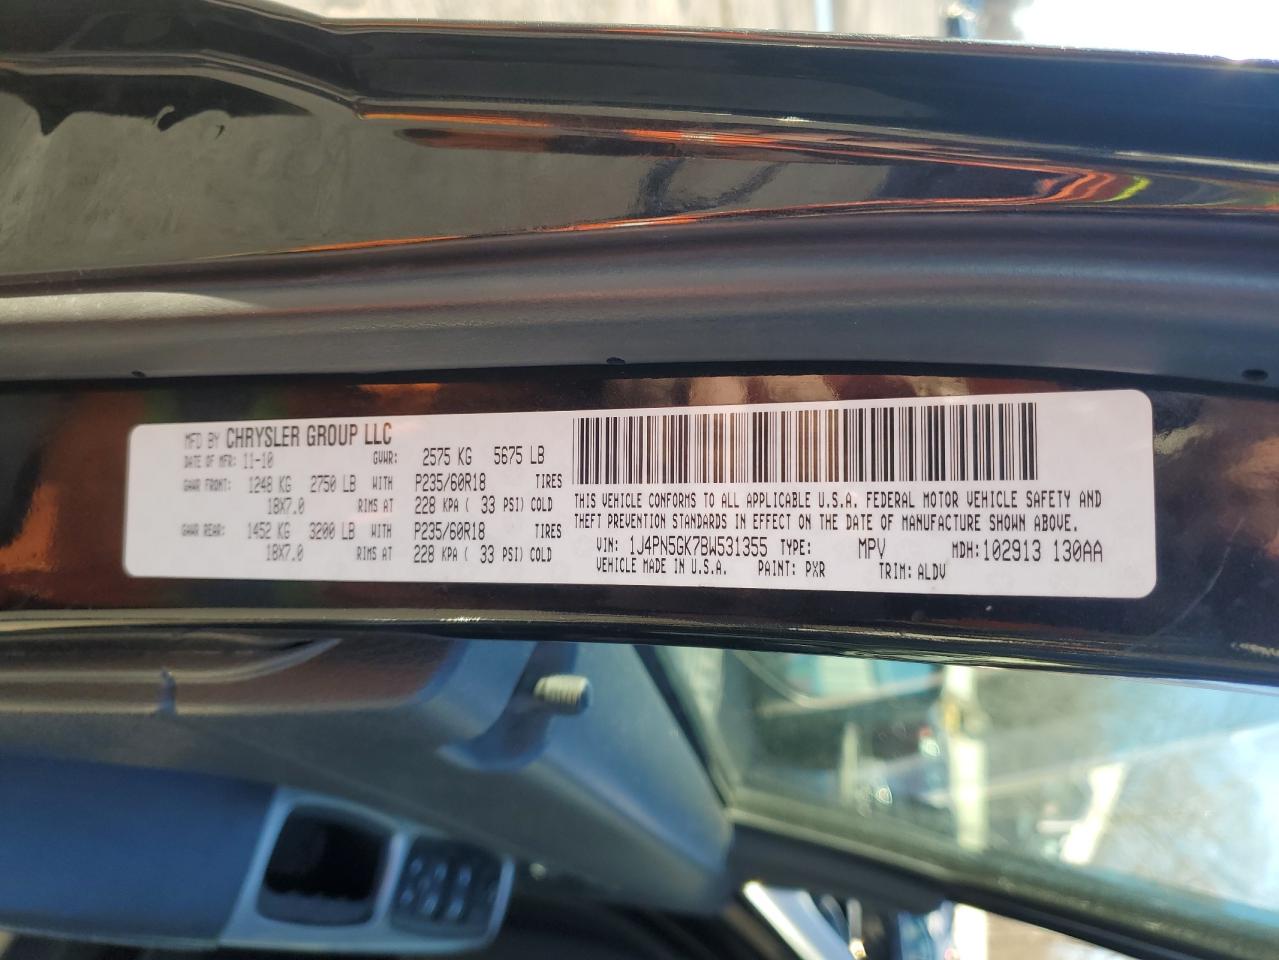 MFD BY CHRYSLER GROUP LLC
DATE OF MFR: 11-10 GVWR: 2575 KG 5675 LB
GAWR FRONT: 1248 KG 2750 LB WITH P235/60R18 TIRES
18X7.0 RIMS AT 228 KPA ( 33 PSI) COLD
GAWR REAR: 1452 KG 3200 LB WITH P235/60R18 TIRES
18X7.0 RIMS AT 228 KPA ( 33 PSI) COLD
THIS VEHICLE CONFORMS TO ALL APPLICABLE U.S.A. FEDERAL MOTOR VEHICLE SAFETY AND
THEFT PREVENTION STANDARDS IN EFFECT ON THE DATE OF MANUFACTURE SHOWN ABOVE.
VIN: 1J4PN5GK7BW531355 TYPE: MPV MDH: 102913 130AA
VEHICLE MADE IN U.S.A. PAINT: PXR TRIM: ALDV